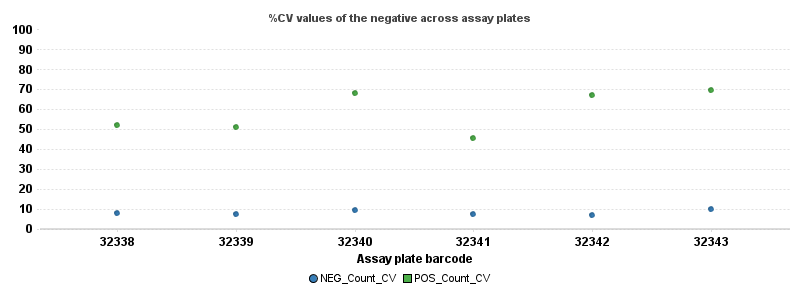 %CV values of the negative across assay plates
100
90
80
70
60
50
40
30
20
10
0
32338 32339 32340 32341 32342 32343
Assay plate barcode
NEG_Count_CV POS_Count_CV